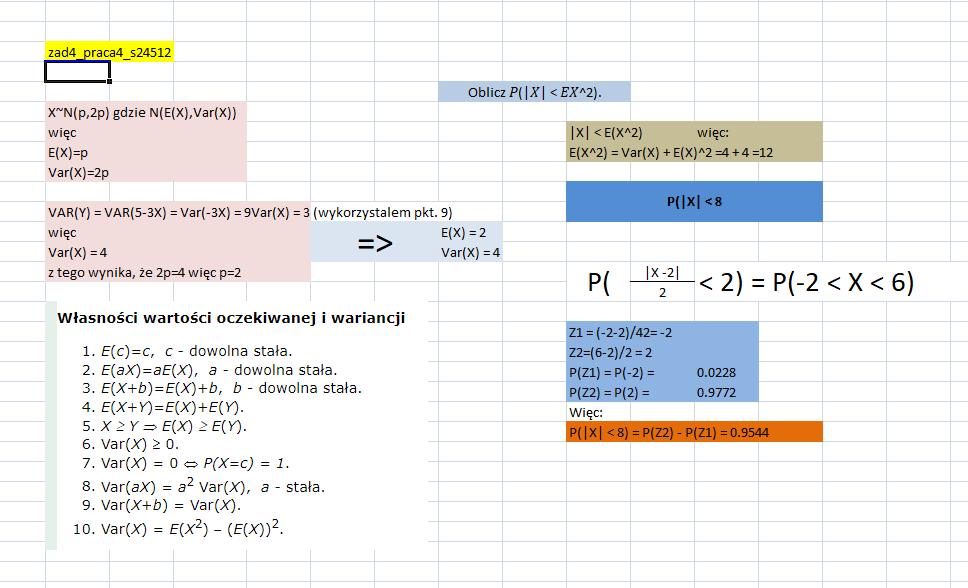 zad4_praca4_s24512
Oblicz P(|X| < EX^2).
X~N(p,2p) gdzie N(E(X),Var(X))
więc
E(X)=p
Var(X)=2p
|X| < E(X^2) więc:
E(X^2) = Var(X) + E(X)^2 =4 + 4 =12
P(|X| < 8
VAR(Y) = VAR(5-3X) = Var(-3X) = 9Var(X) = 3 (wykorzystalem pkt. 9)
więc
Var(X) = 4
z tego wynika, że 2p=4 więc p=2
=>
E(X) = 2
Var(X) = 4
P( |X -2| / 2 < 2) = P(-2 < X < 6)
Własności wartości oczekiwanej i wariancji
1. E(c)=c, c - dowolna stała.
2. E(aX)=aE(X), a - dowolna stała.
3. E(X+b)=E(X)+b, b - dowolna stała.
4. E(X+Y)=E(X)+E(Y).
5. X ≥ Y ⇒ E(X) ≥ E(Y).
6. Var(X) ≥ 0.
7. Var(X) = 0 ⇔ P(X=c) = 1.
8. Var(aX) = a² Var(X), a - stała.
9. Var(X+b) = Var(X).
10. Var(X) = E(X²) – (E(X))².
Z1 = (-2-2)/42= -2
Z2=(6-2)/2 = 2
P(Z1) = P(-2) = 0.0228
P(Z2) = P(2) = 0.9772
Więc:
P(|X| < 8) = P(Z2) - P(Z1) = 0.9544